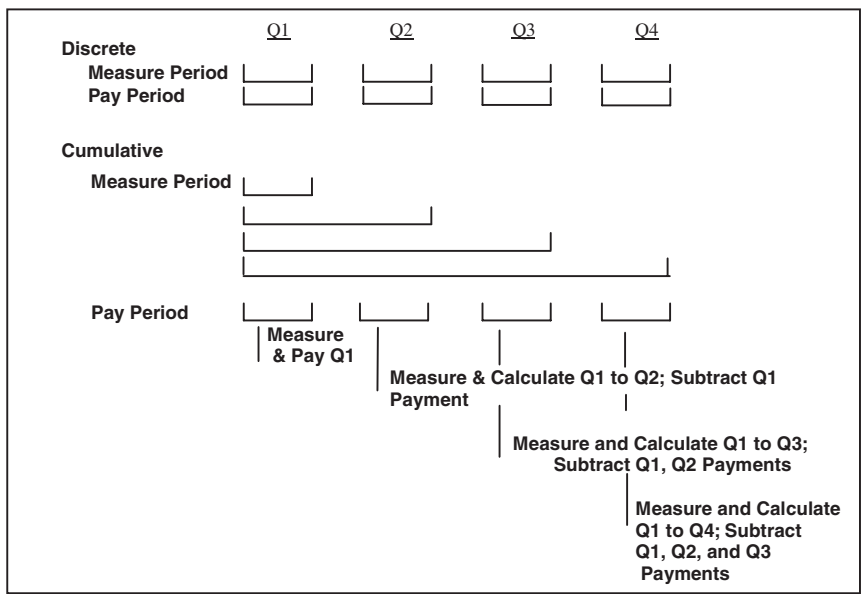 Q1 Q2 Q3 Q4
Discrete
Measure Period
Pay Period
Cumulative
Measure Period
Pay Period
Measure
& Pay Q1
Measure & Calculate Q1 to Q2; Subtract Q1
Payment
Measure and Calculate Q1 to Q3;
Subtract Q1, Q2 Payments
Measure and Calculate
Q1 to Q4; Subtract
Q1, Q2, and Q3
Payments